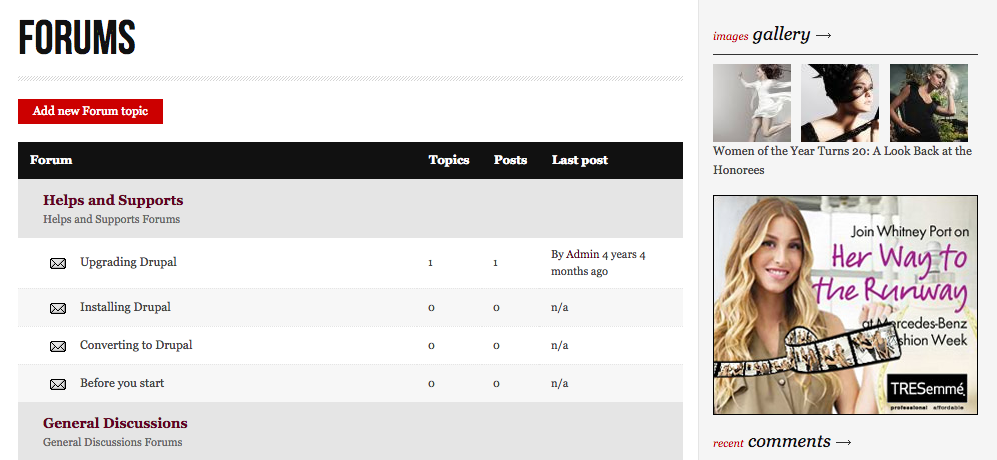 FORUMS
Add new Forum topic
Forum Topics Posts Last post
Helps and Supports
Helps and Supports Forums
Upgrading Drupal 1 1 By Admin 4 years 4
months ago
Installing Drupal 0 0 n/a
Converting to Drupal 0 0 n/a
Before you start 0 0 n/a
General Discussions
General Discussions Forums
images gallery →
Women of the Year Turns 20: A Look Back at the
Honorees
Join Whitney Port on
Her Way to
the Runway
at Mercedes-Benz
Fashion Week
TRESemmé
professional affordable
recent comments →